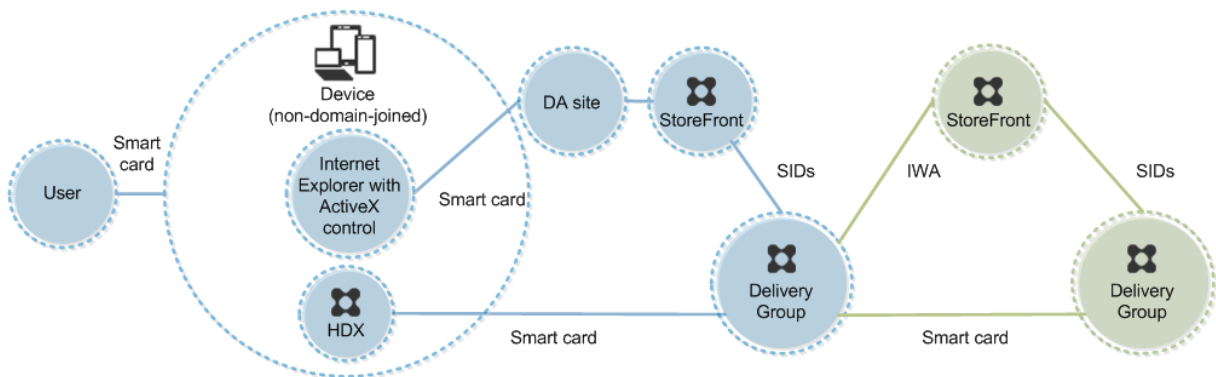 Device
(non-domain-joined)
DA site
StoreFront
StoreFront
Smart
card
User
Internet
Explorer with
ActiveX
control
Smart card
SIDs
IWA
SIDs
HDX
Smart card
Delivery
Group
Smart card
Delivery
Group